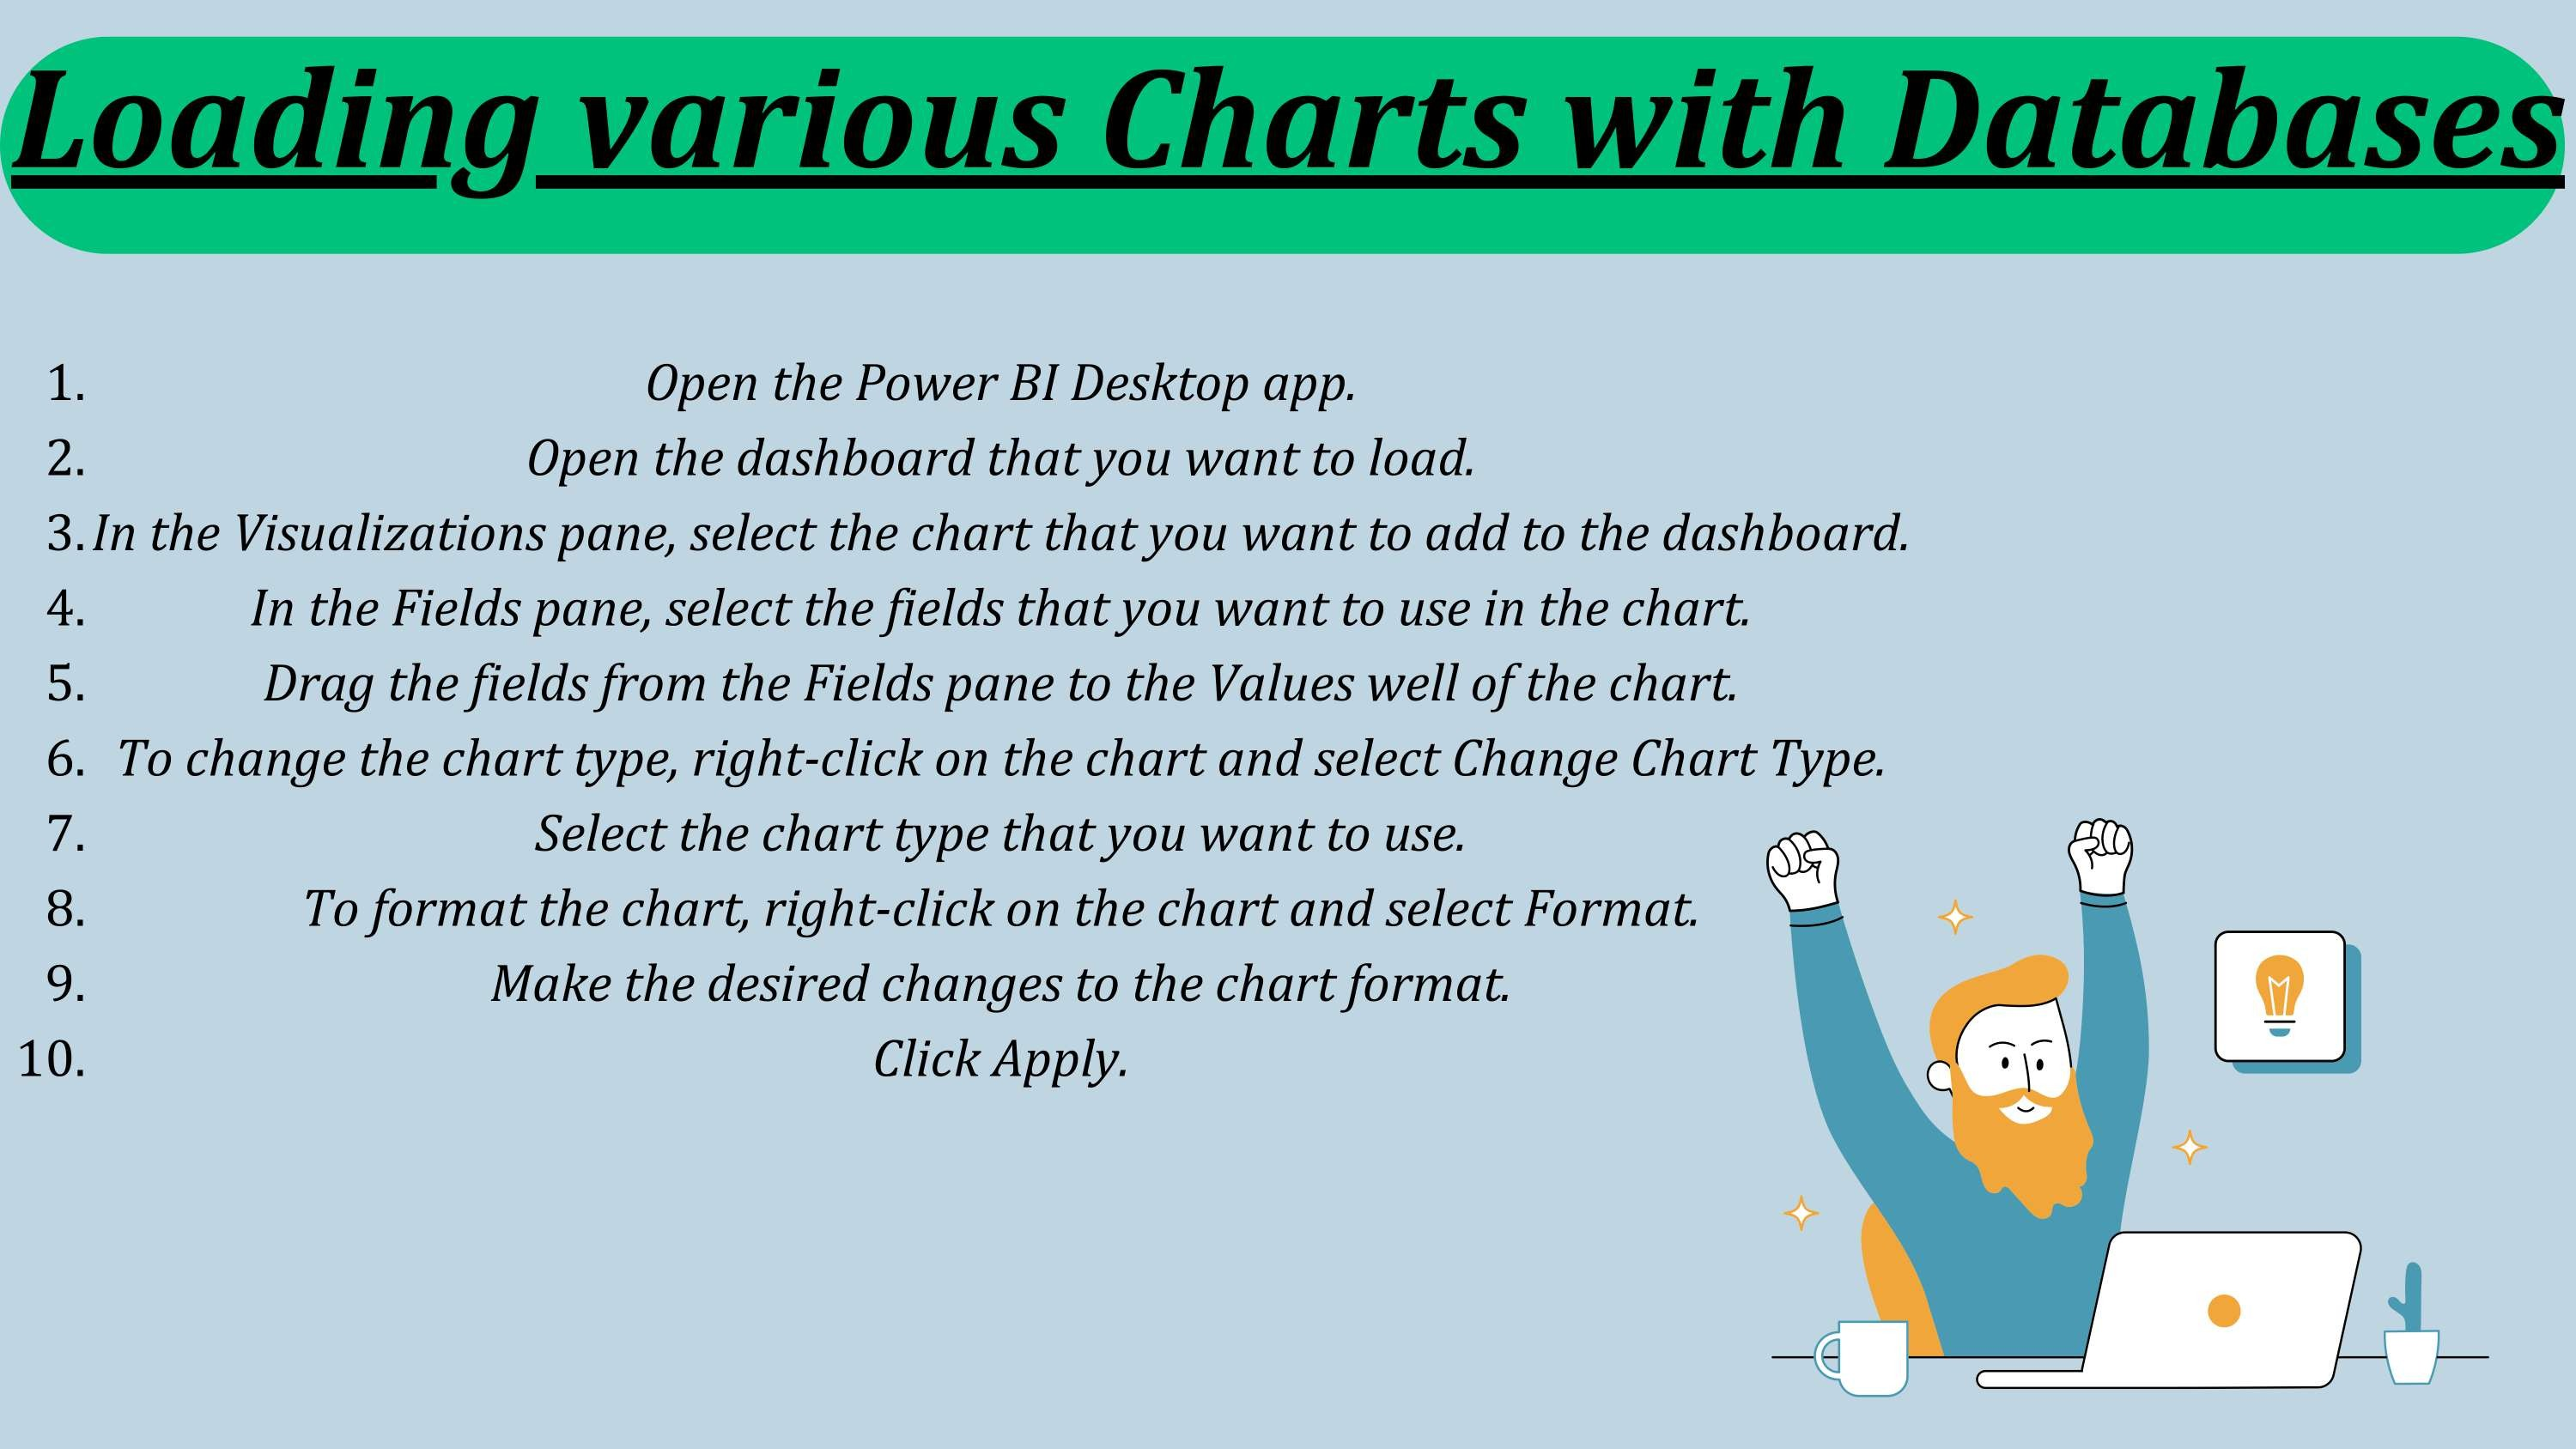 Loading various Charts with Databases
1. Open the Power BI Desktop app.
2. Open the dashboard that you want to load.
3. In the Visualizations pane, select the chart that you want to add to the dashboard.
4. In the Fields pane, select the fields that you want to use in the chart.
5. Drag the fields from the Fields pane to the Values well of the chart.
6. To change the chart type, right-click on the chart and select Change Chart Type.
7. Select the chart type that you want to use.
8. To format the chart, right-click on the chart and select Format.
9. Make the desired changes to the chart format.
10. Click Apply.